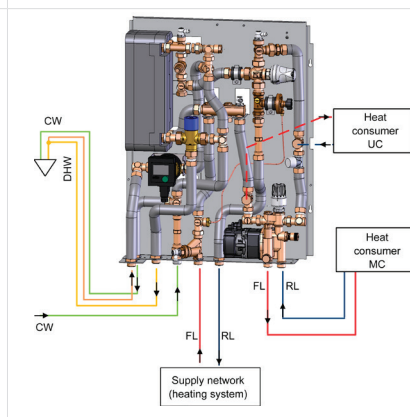 CW
DHW
Heat
consumer
UC
Heat
consumer
MC
FL
RL
CW
FL
RL
Supply network
(heating system)